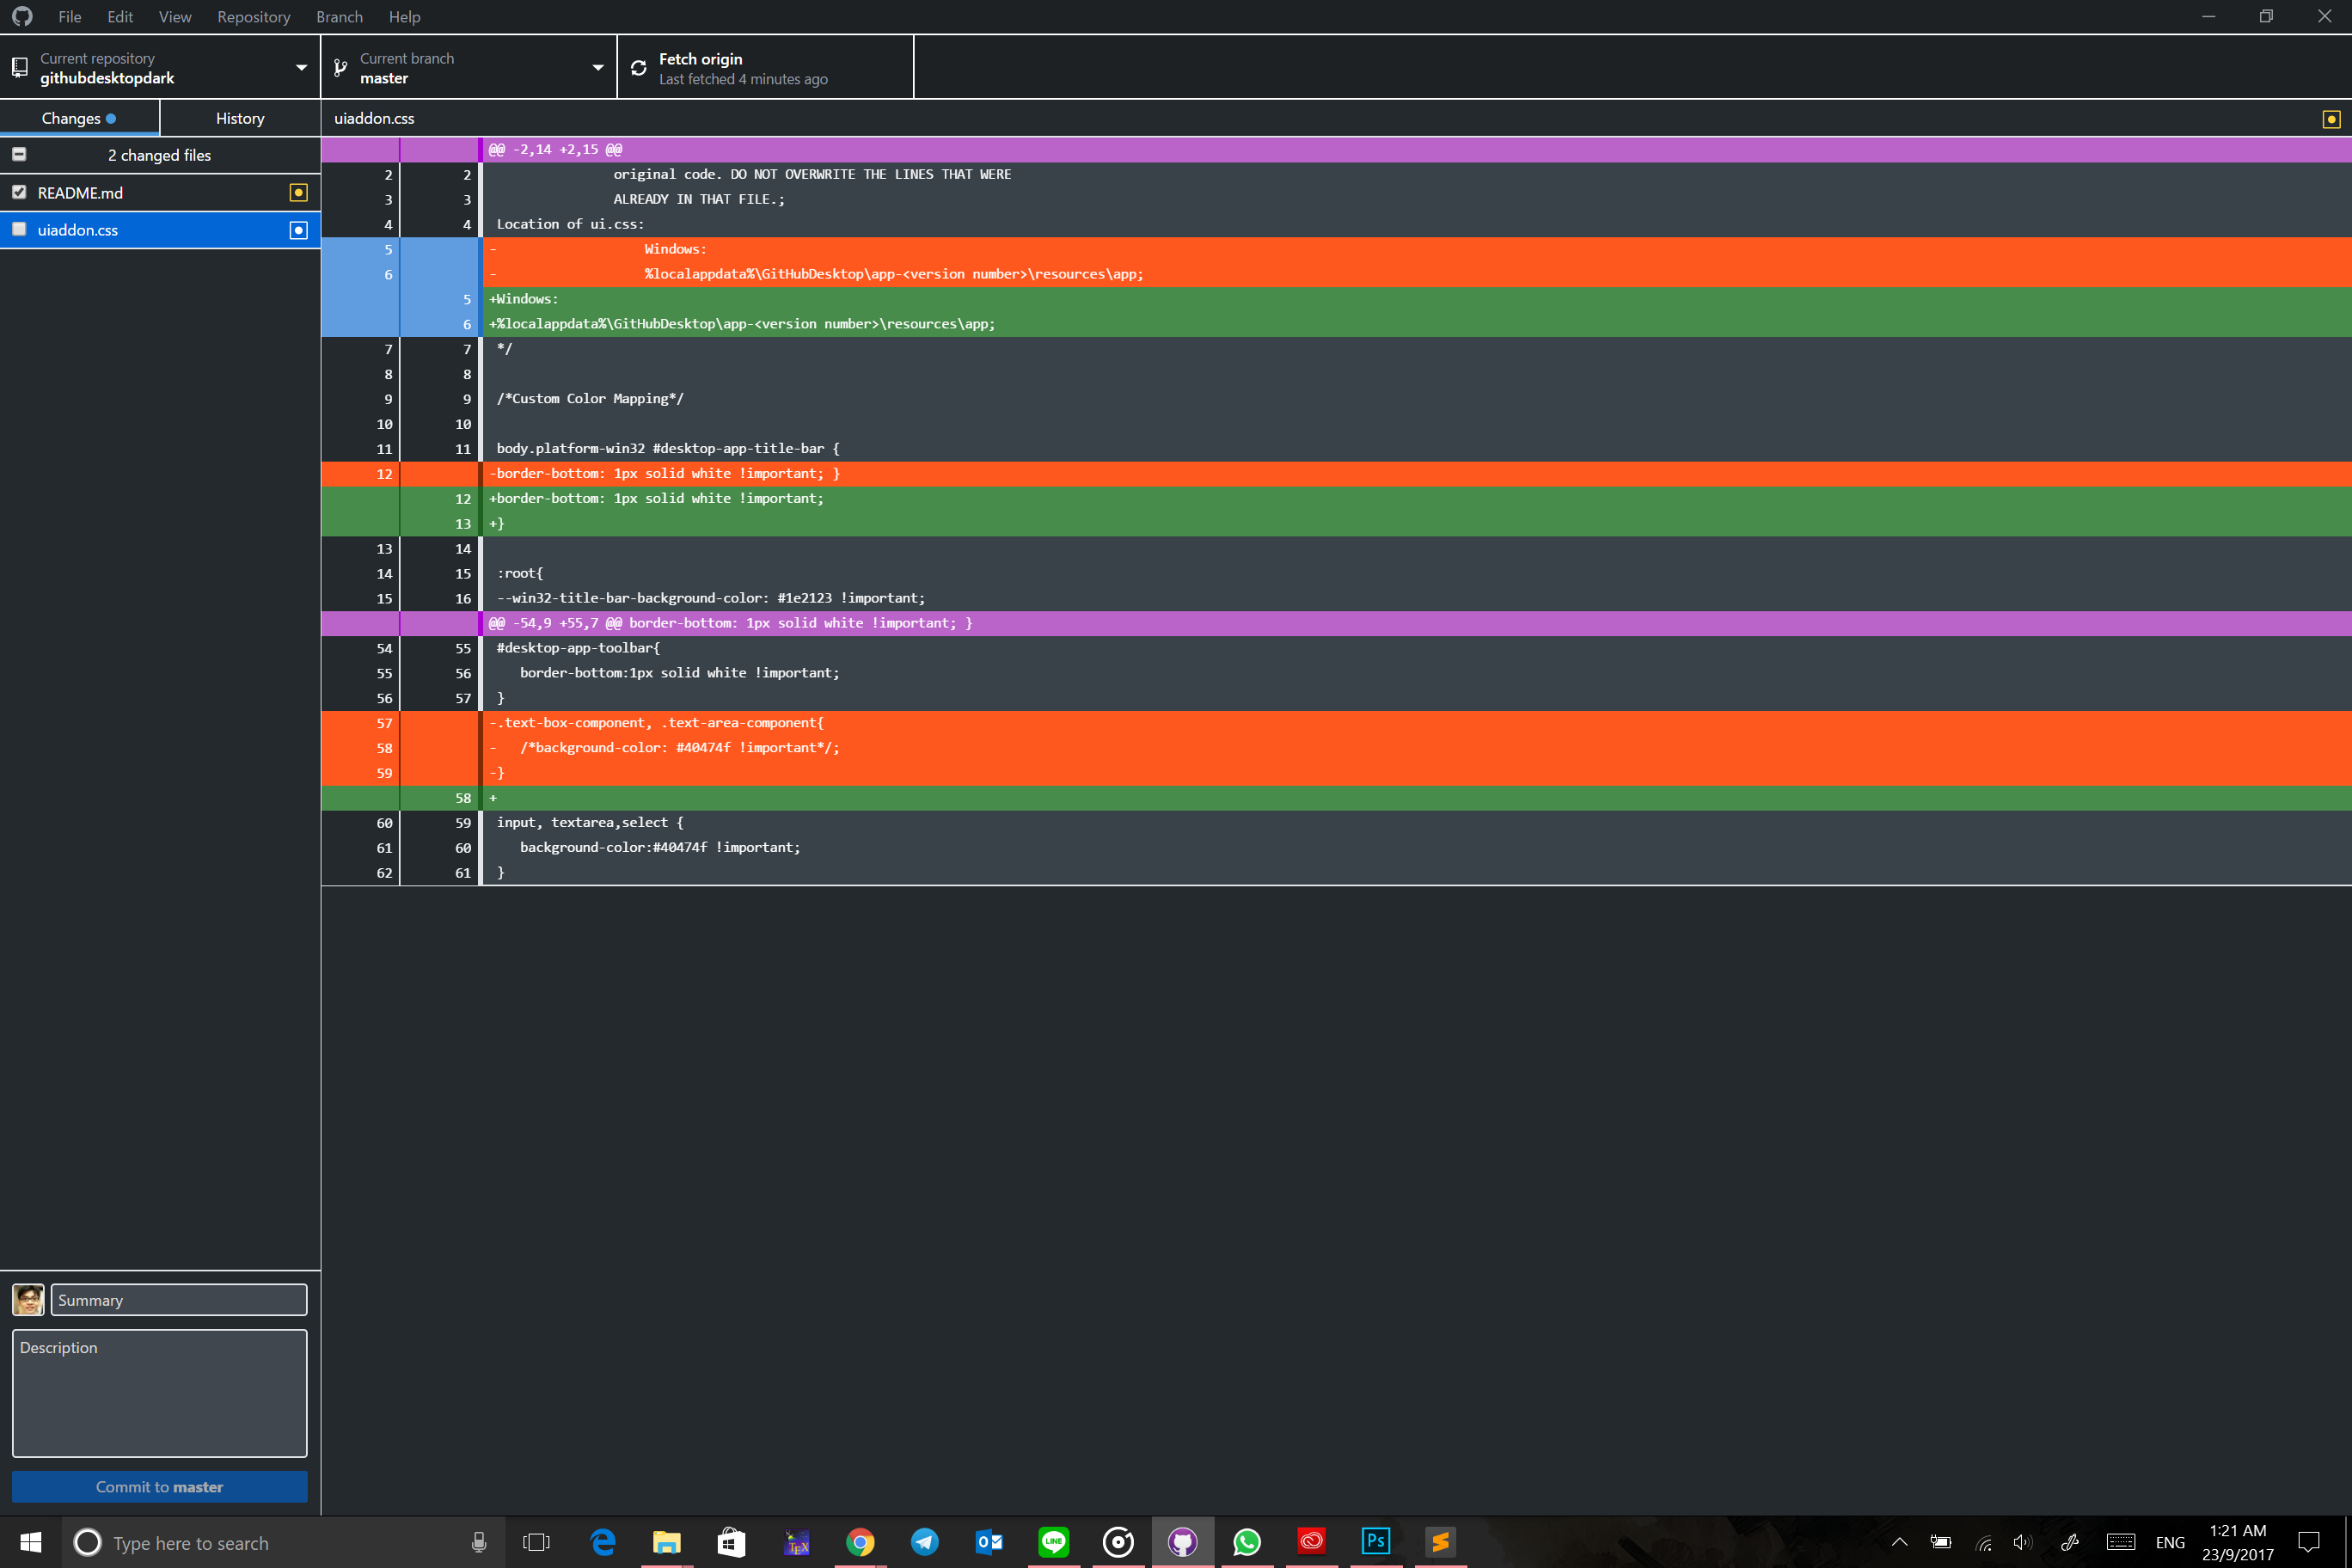 File Edit View Repository Branch Help
Current repository
githubdesktopdark
Current branch
master
Fetch origin
Last fetched 4 minutes ago
Changes
History
uiaddon.css
2 changed files
README.md
uiaddon.css
@@ -2,14 +2,15 @@
2 2 original code. DO NOT OVERWRITE THE LINES THAT WERE
3 3 ALREADY IN THAT FILE.;
4 4 Location of ui.css:
5 - Windows:
6 - %localappdata%\GitHubDesktop\app-<version number>\resources\app;
5 +Windows:
6 +%localappdata%\GitHubDesktop\app-<version number>\resources\app;
7 7 */
8 8
9 9 /*Custom Color Mapping*/
10 10
11 11 body.platform-win32 #desktop-app-title-bar {
12 -border-bottom: 1px solid white !important; }
12 +border-bottom: 1px solid white !important;
13 +}
13 14
14 15 :root{
15 16 --win32-title-bar-background-color: #1e2123 !important;
@@ -54,9 +55,7 @@ border-bottom: 1px solid white !important; }
54 55 #desktop-app-toolbar{
55 56 border-bottom:1px solid white !important;
56 57 }
57 -.text-box-component, .text-area-component{
58 - /*background-color: #40474f !important*/;
59 -}
58 +
60 59 input, textarea,select {
61 60 background-color:#40474f !important;
62 61 }
Summary
Description
Commit to master
Type here to search
TEX
LINE
Ps
ENG
1:21 AM
23/9/2017